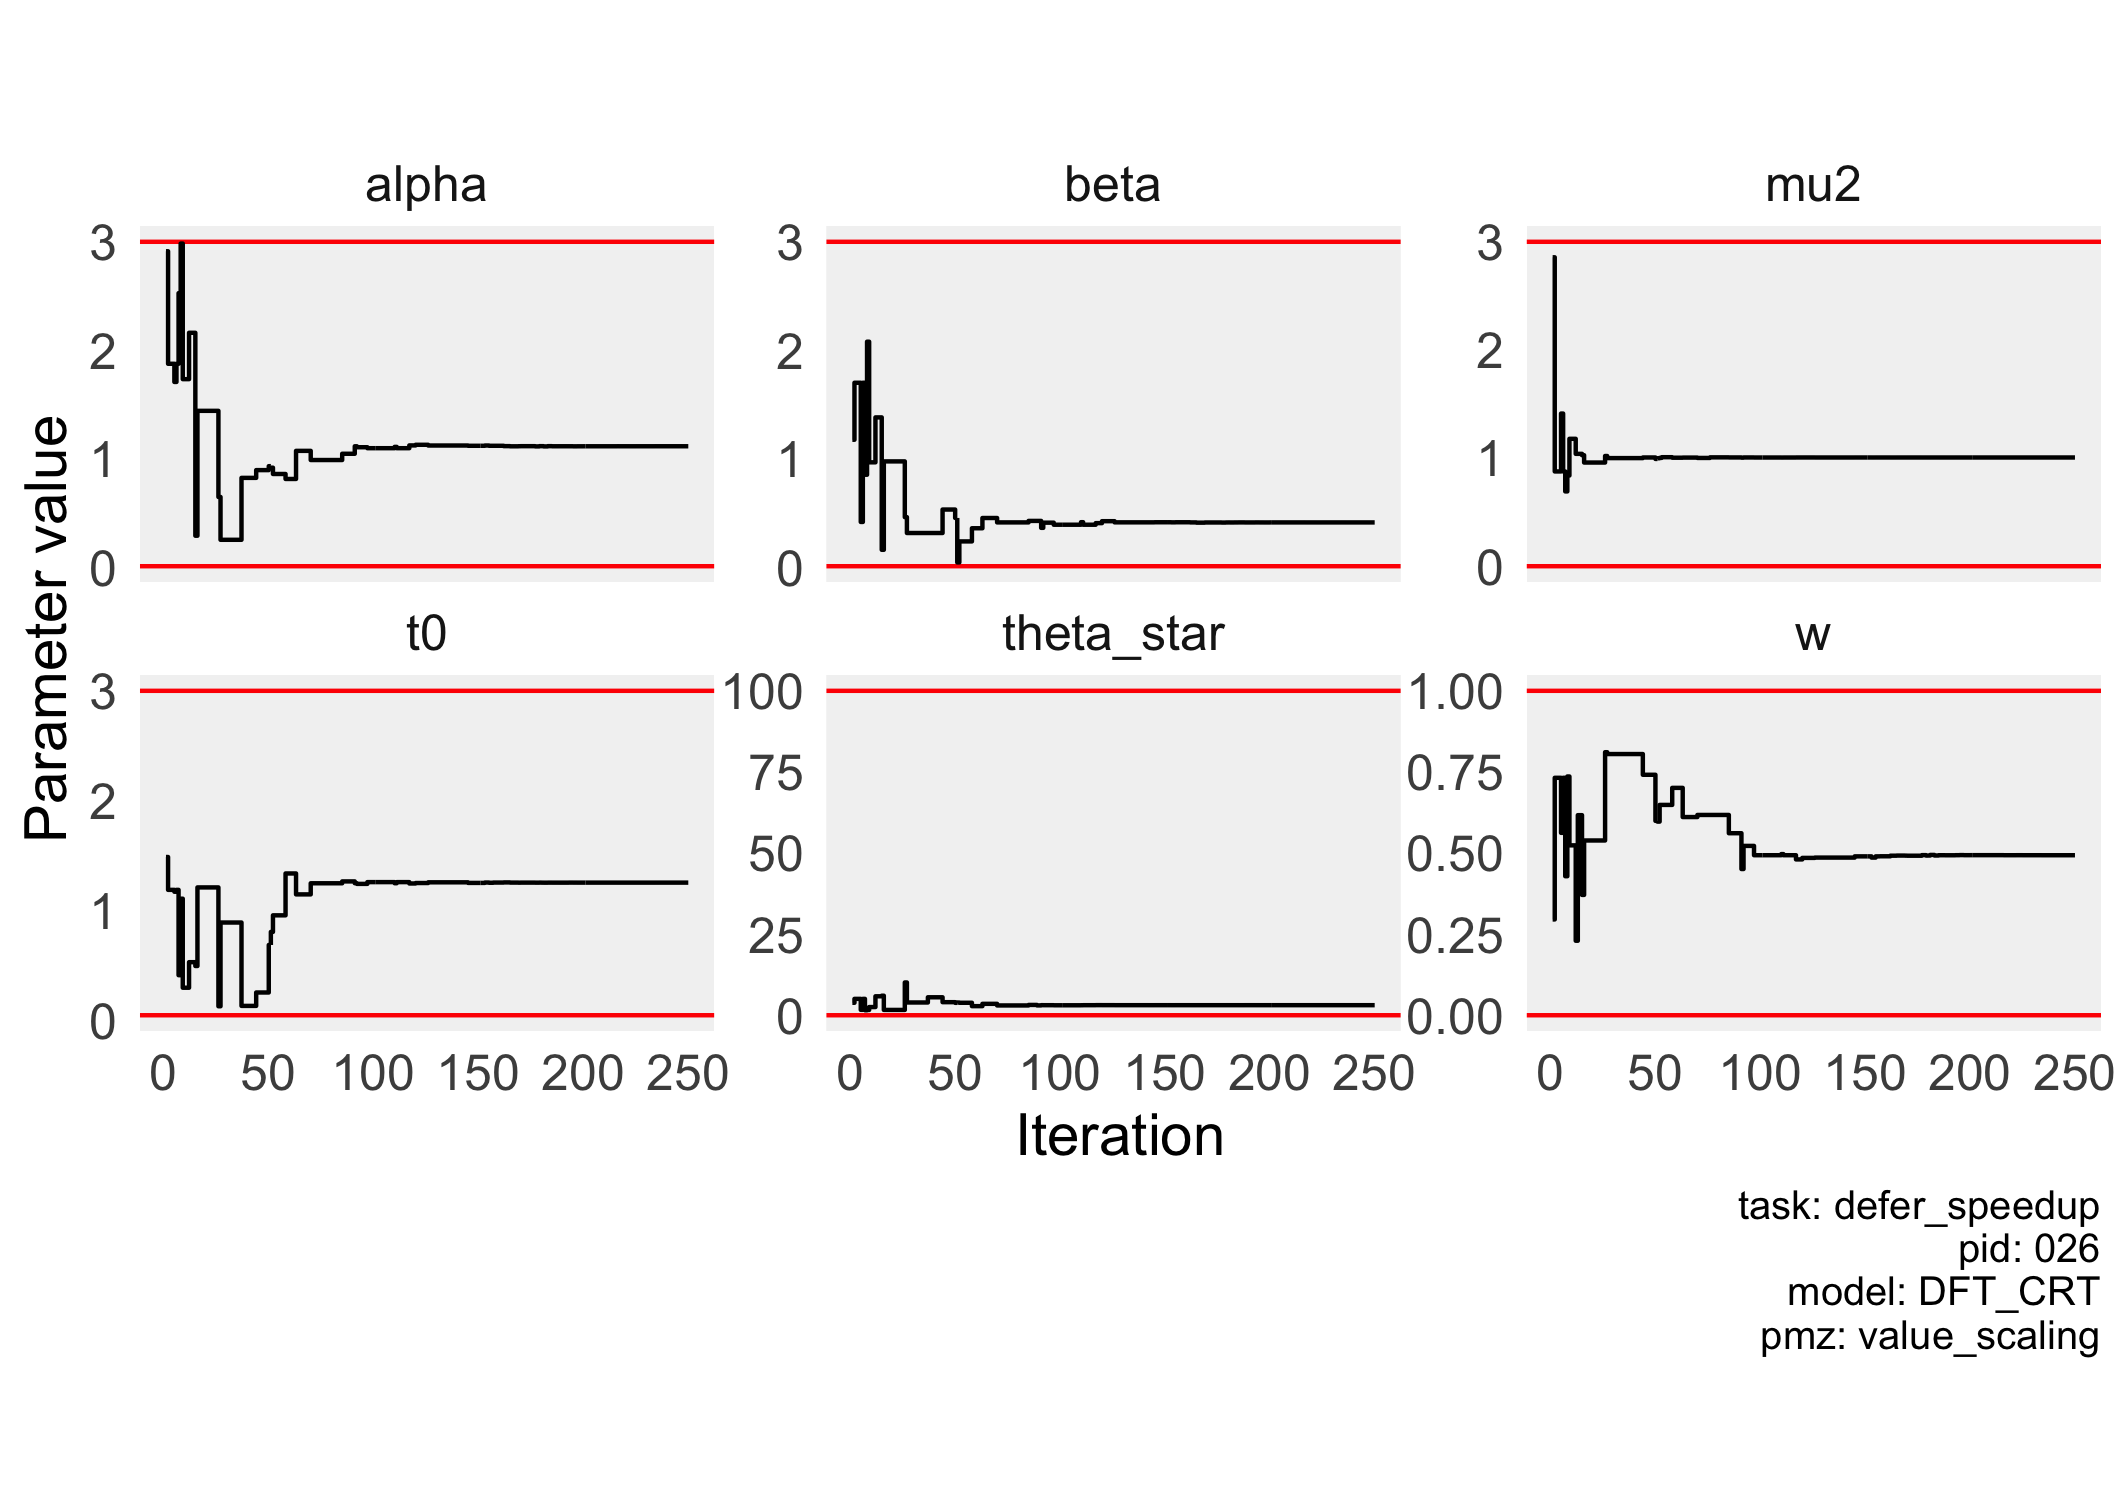 alpha
beta
mu2
3
2
1
0
3
2
1
0
3
2
1
0
t0
theta_star
w
3
2
1
0
100
75
50
25
0
1.00
0.75
0.50
0.25
0.00
0 50 100 150 200 250
0 50 100 150 200 250
0 50 100 150 200 250
Parameter value
Iteration
task: defer_speedup
pid: 026
model: DFT_CRT
pmz: value_scaling